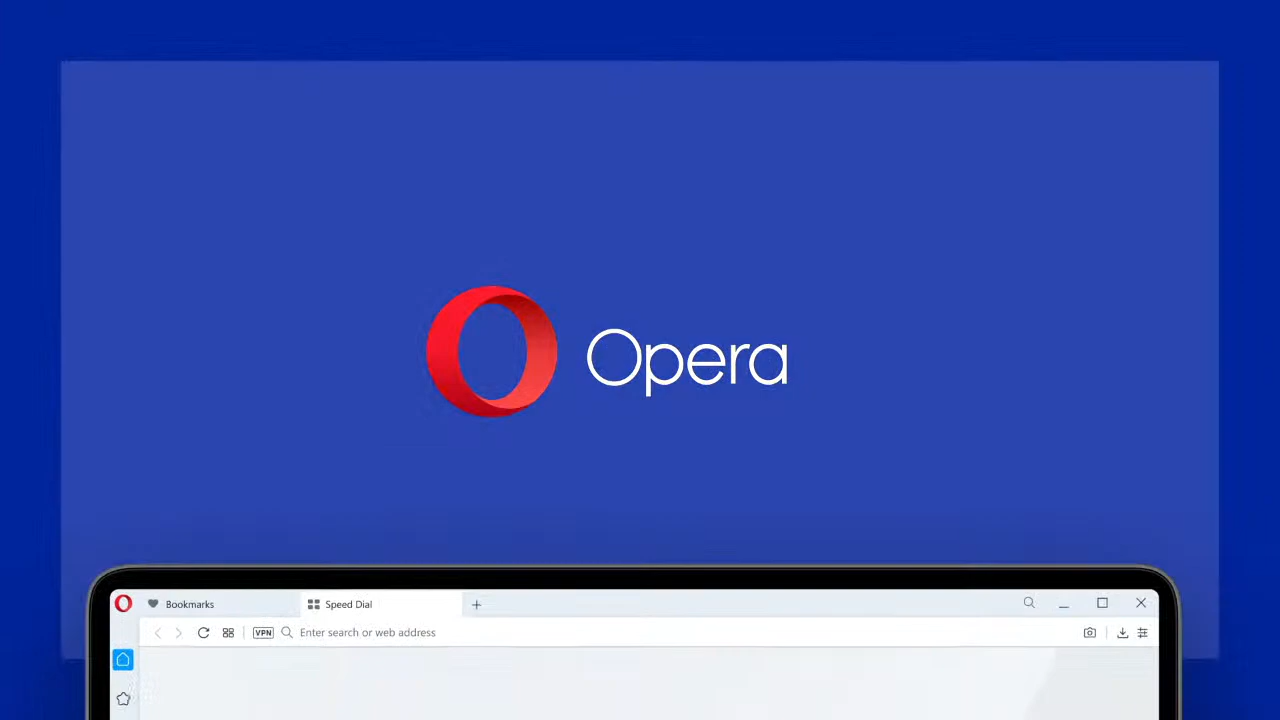 Opera
Bookmarks
Speed Dial
VPN
Enter search or web address